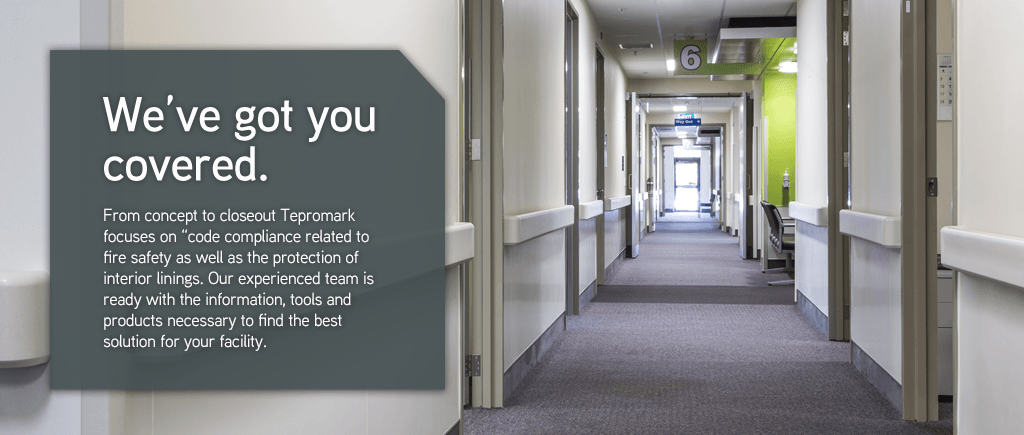 We've got you
covered.
From concept to closeout Tepromark
focuses on “code compliance related to
fire safety as well as the protection of
interior linings. Our experienced team is
ready with the information, tools and
products necessary to find the best
solution for your facility.
6
Way Out